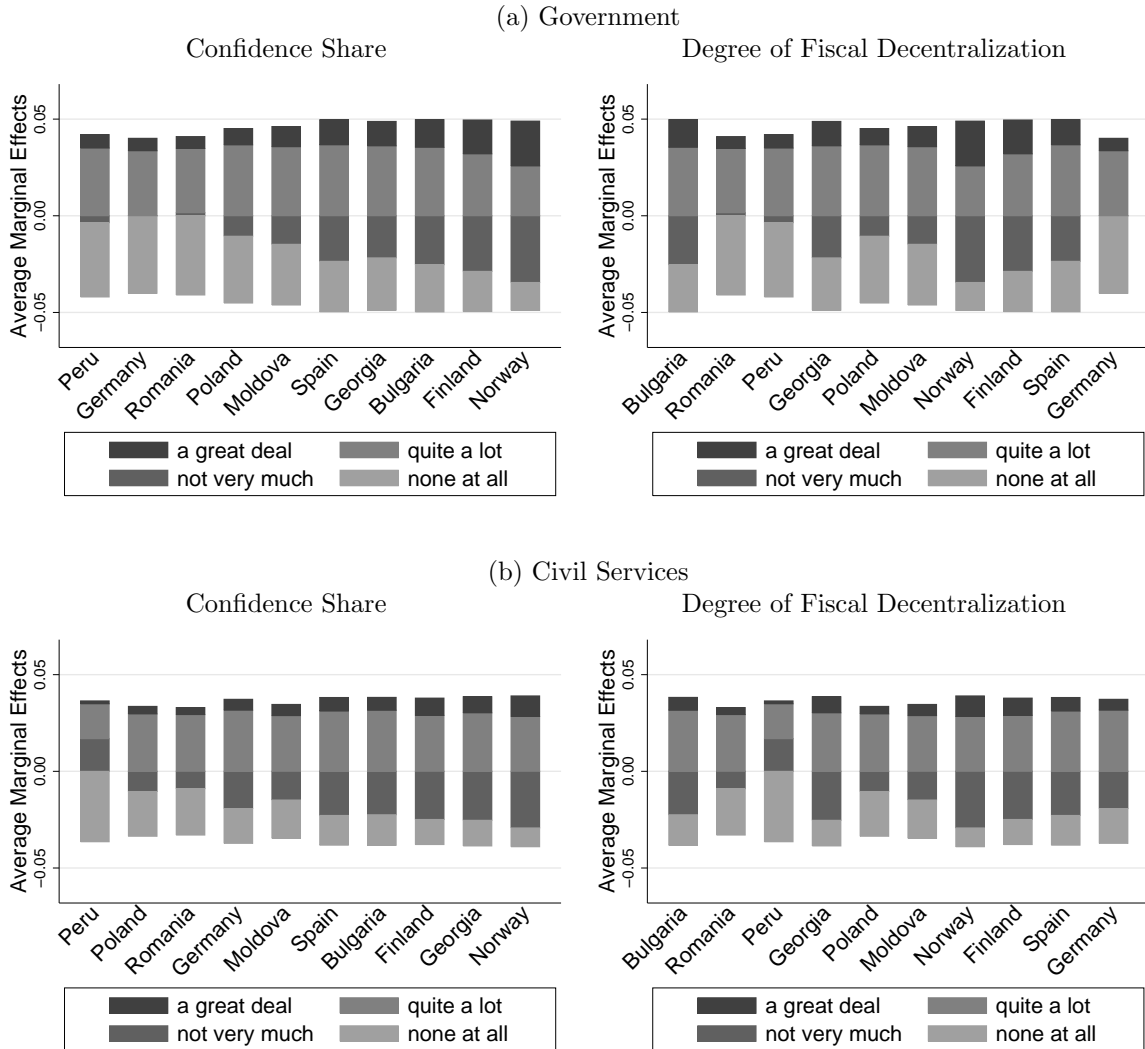 (a) Government
Confidence Share
Degree of Fiscal Decentralization
Average Marginal Effects
0.05
0.00
−0.05
Peru
Germany
Romania
Poland
Moldova
Spain
Georgia
Bulgaria
Finland
Norway
a great deal quite a lot
not very much none at all
Average Marginal Effects
0.05
0.00
−0.05
Bulgaria
Romania
Peru
Georgia
Poland
Moldova
Norway
Finland
Spain
Germany
a great deal quite a lot
not very much none at all
(b) Civil Services
Confidence Share
Degree of Fiscal Decentralization
Average Marginal Effects
0.05
0.00
−0.05
Peru
Poland
Romania
Germany
Moldova
Spain
Bulgaria
Finland
Georgia
Norway
a great deal quite a lot
not very much none at all
Average Marginal Effects
0.05
0.00
−0.05
Bulgaria
Romania
Peru
Georgia
Poland
Moldova
Norway
Finland
Spain
Germany
a great deal quite a lot
not very much none at all